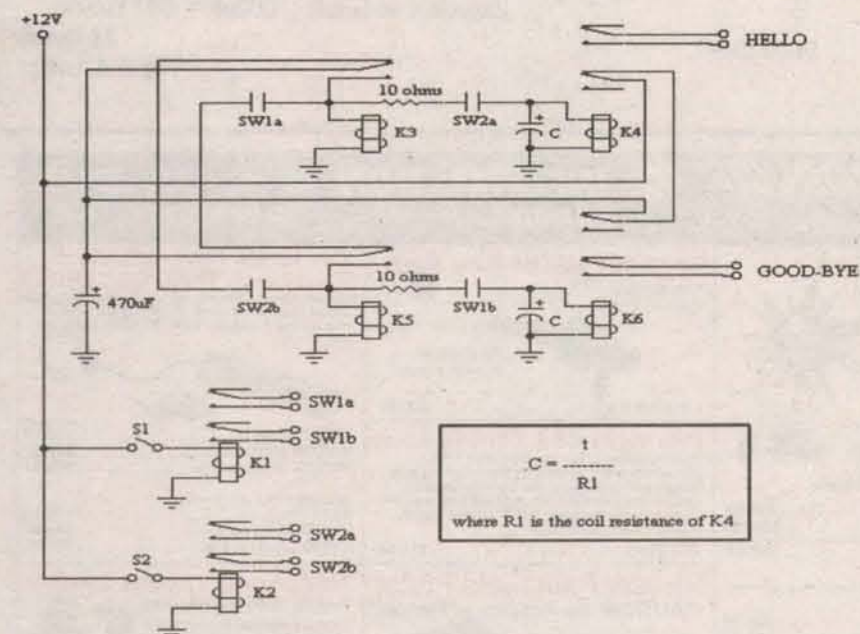 +12V
HELLO
10 ohms
SW1a
SW2a
+
C
K3
K4
GOOD-BYE
10 ohms
+
470uF
SW2b
SW1b
+
C
K5
K6
SW1a
S1
SW1b
K1
t
C = --------
R1
where R1 is the coil resistance of K4
SW2a
S2
SW2b
K2